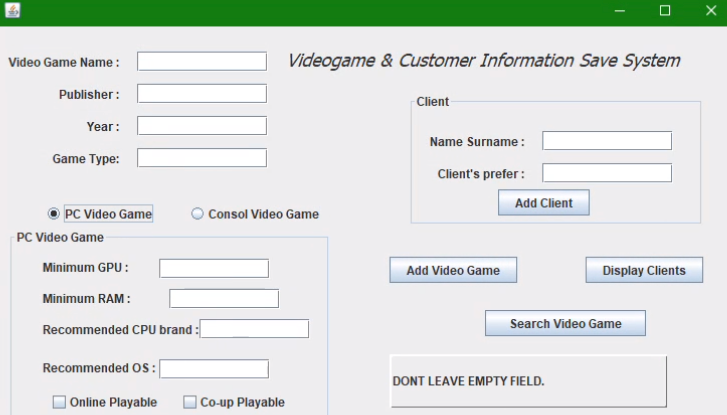 Videogame & Customer Information Save System
Video Game Name :
Publisher :
Year :
Game Type:
Client
Name Surname :
Client's prefer :
Add Client
PC Video Game
Consol Video Game
PC Video Game
Minimum GPU :
Minimum RAM :
Recommended CPU brand :
Recommended OS :
Online Playable
Co-up Playable
Add Video Game
Display Clients
Search Video Game
DONT LEAVE EMPTY FIELD.